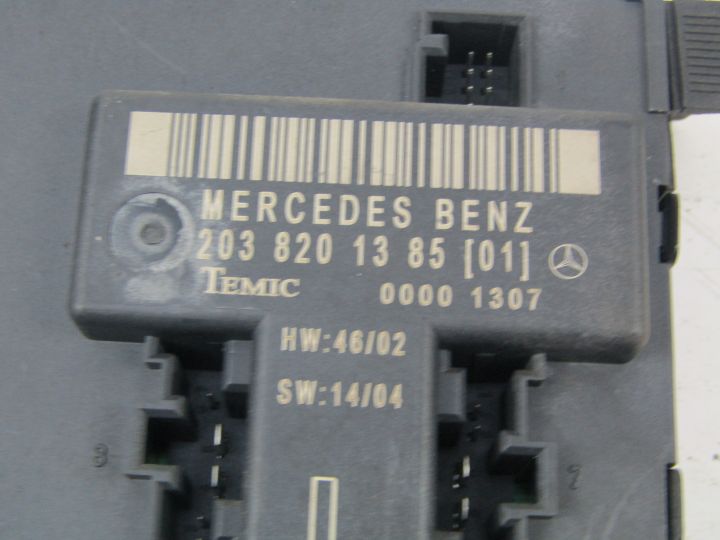 MERCEDES BENZ
203 820 13 85 [01]
TEMIC 0000 1307
HW:46/02
SW:14/04